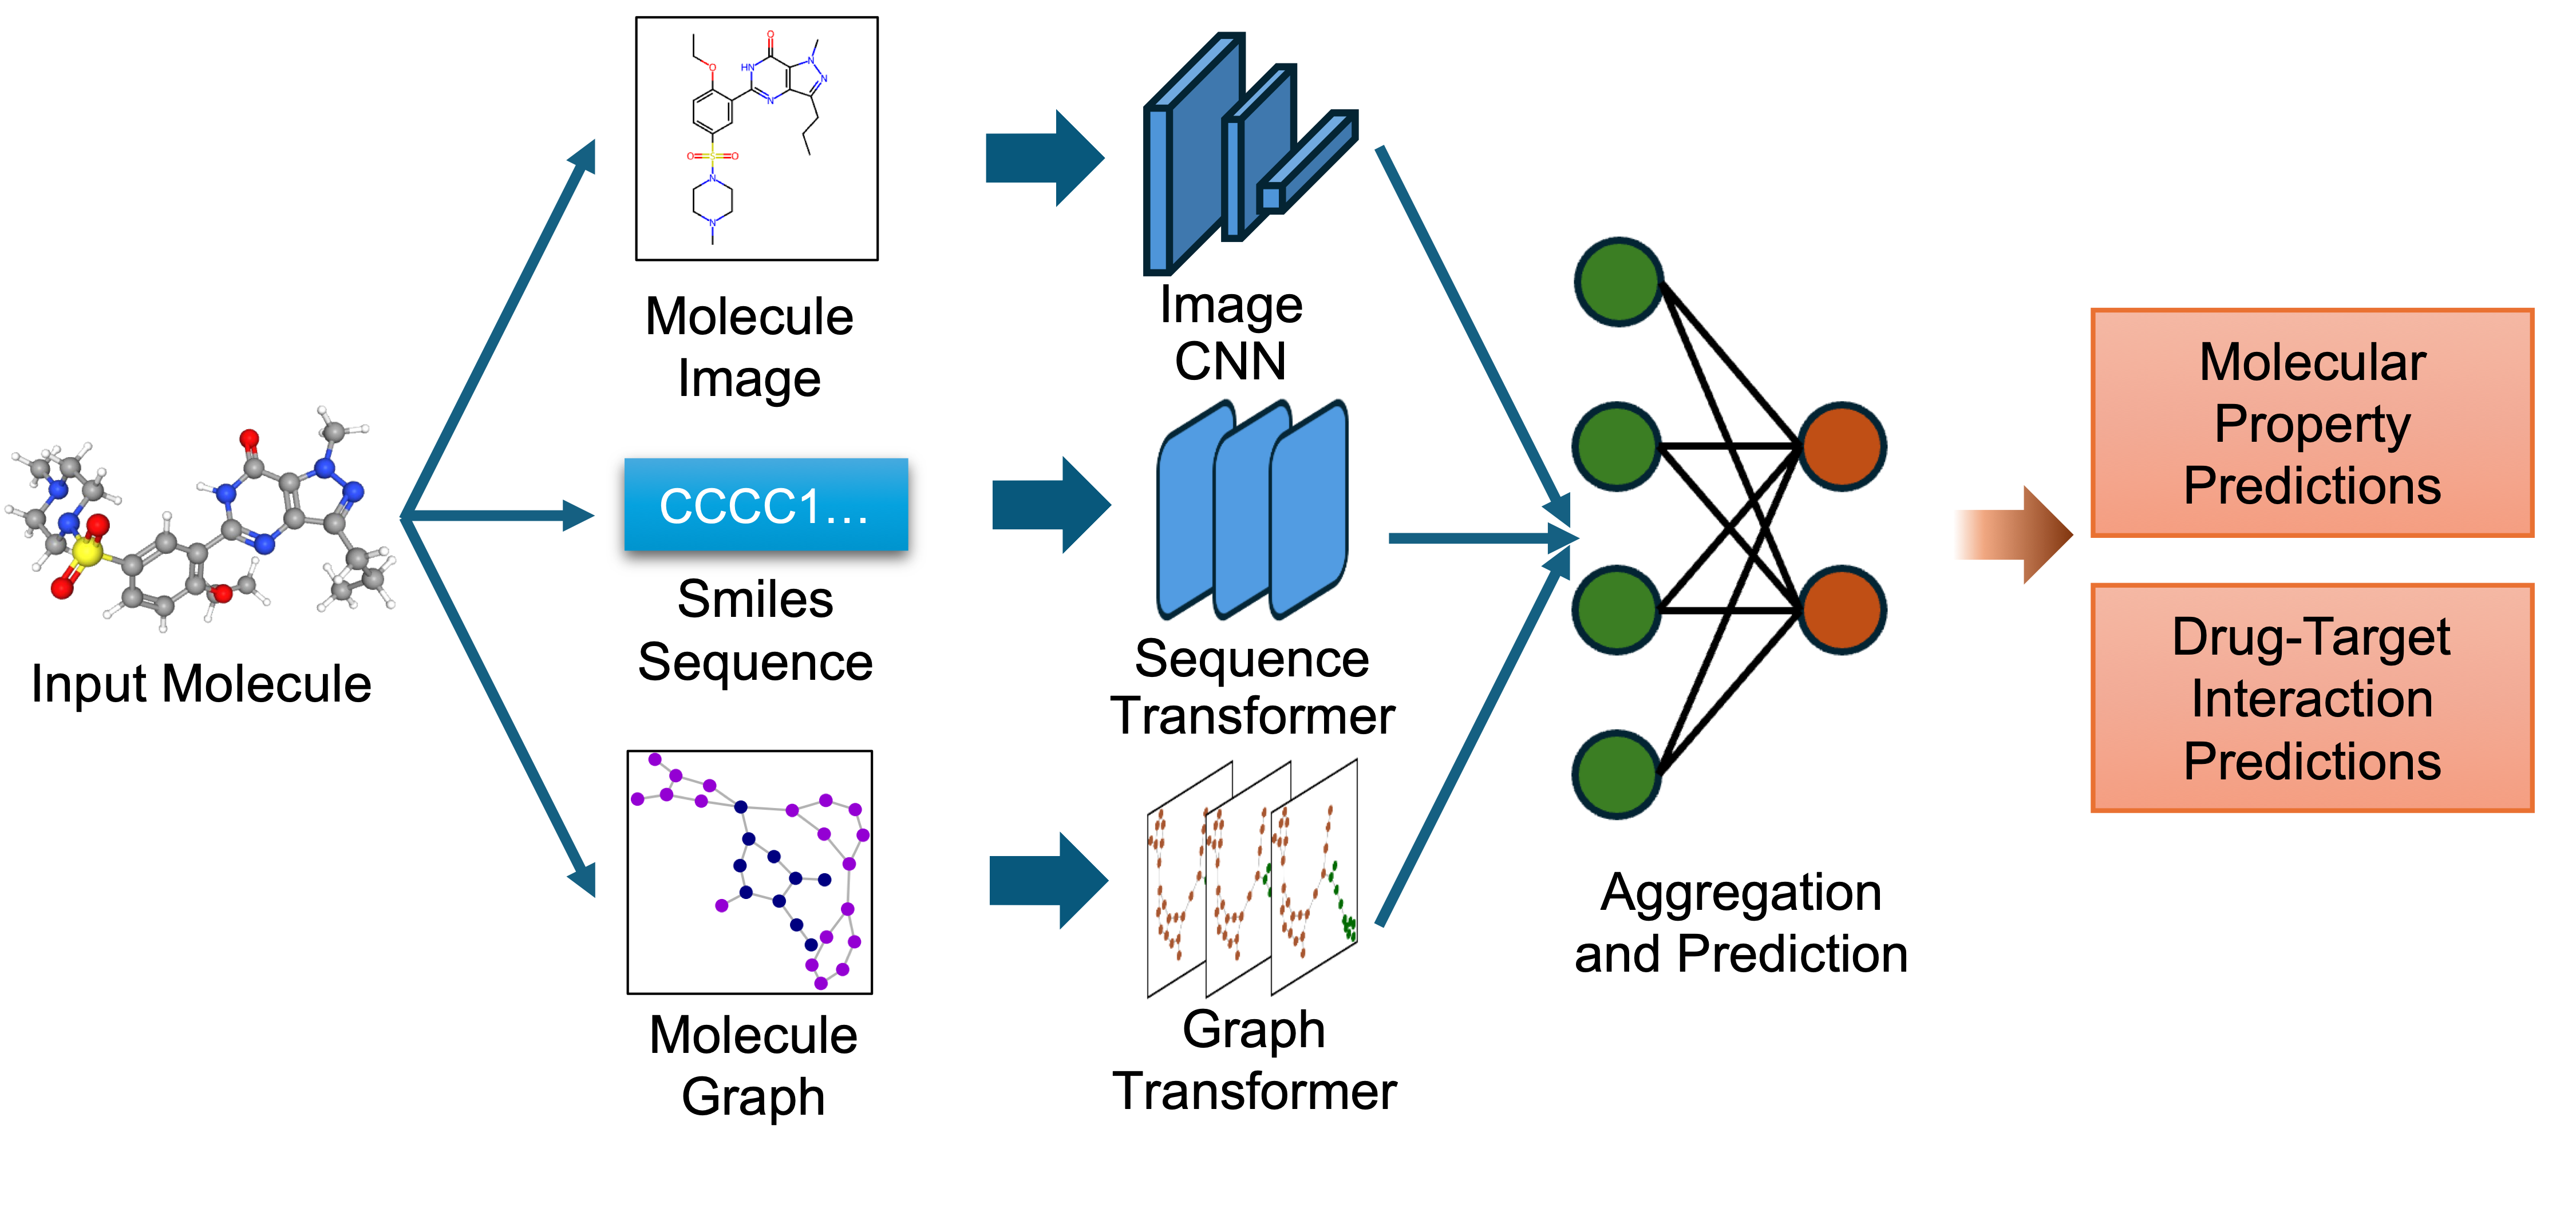 Input Molecule
O
N
N
HN
N
O
O
S
O
N
N
Molecule
Image
CCCC1...
Smiles
Sequence
Molecule
Graph
Image
CNN
Sequence
Transformer
Graph
Transformer
Aggregation
and Prediction
Molecular
Property
Predictions
Drug-Target
Interaction
Predictions